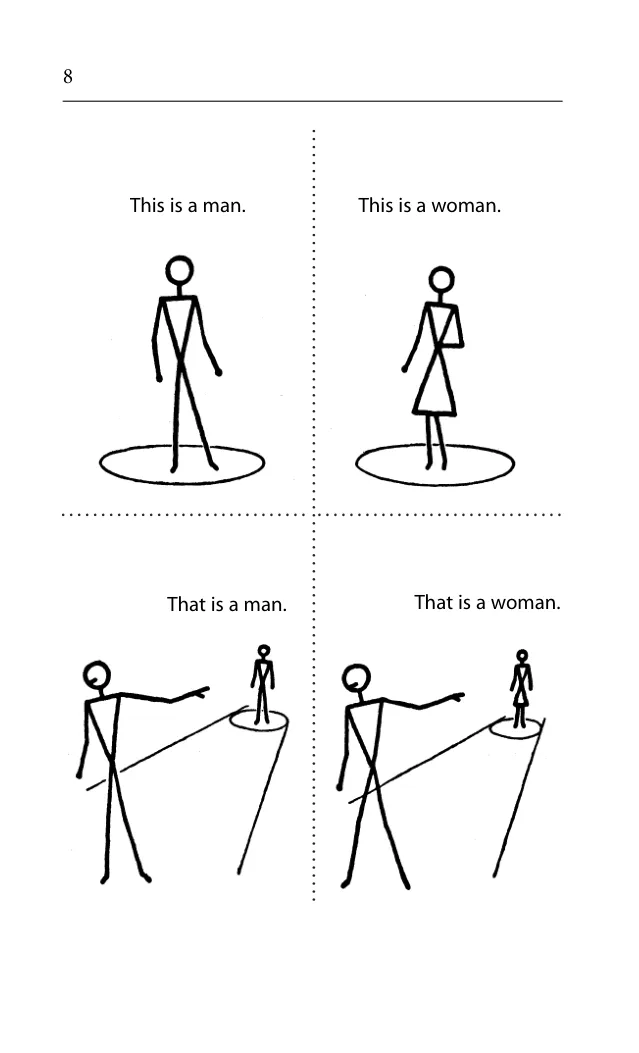 8
This is a man.
This is a woman.
That is a man.
That is a woman.